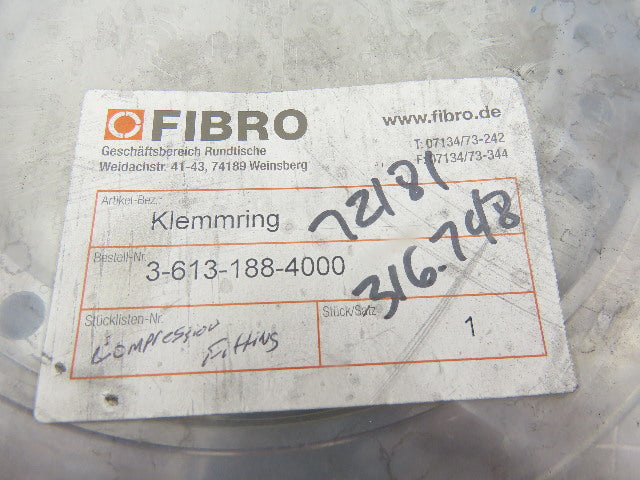 FIBRO
www.fibro.de
Geschäftsbereich Rundtische
Weidachstr. 41-43, 74189 Weinsberg
T: 07134/73-242
F: 07134/73-344
Artikel-Bez.:
Klemmring
72181
Bestell-Nr.
3-613-188-4000
316.748
Stücklisten-Nr.
Compression Fitting
Stück/Satz
1